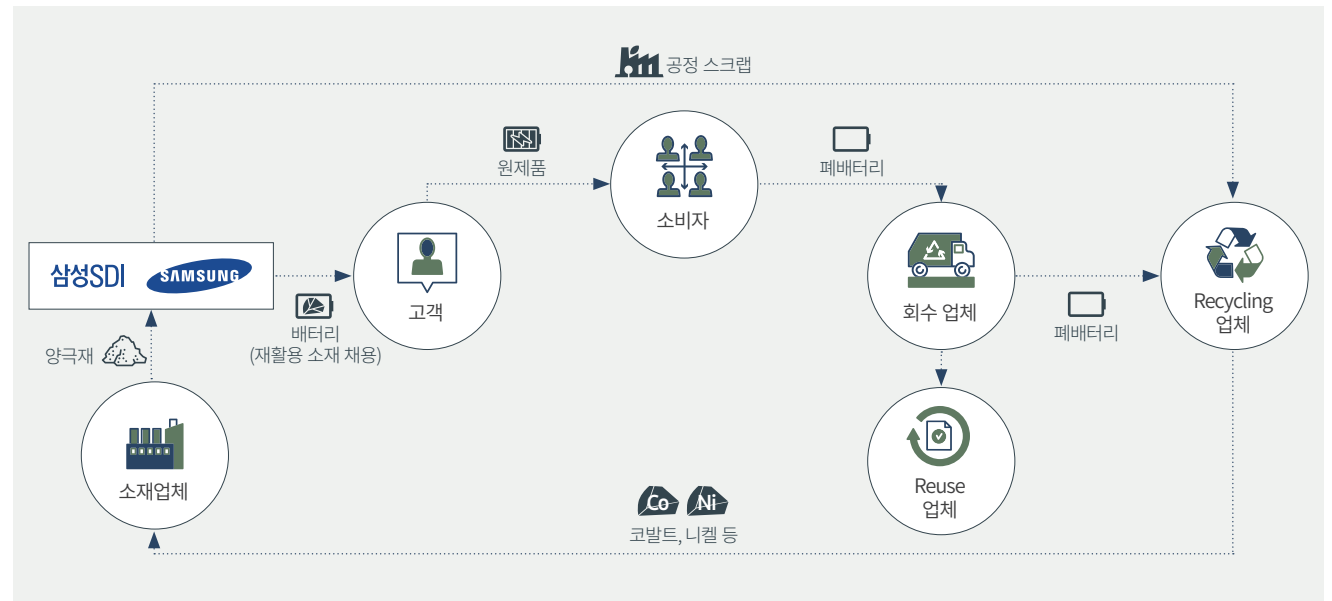 공정 스크랩
원제품
소비자
폐배터리
삼성SDI
SAMSUNG
고객
회수 업체
Recycling
업체
배터리
(재활용 소재 채용)
폐배터리
양극재
소재업체
Reuse
업체
Co
Ni
코발트, 니켈 등